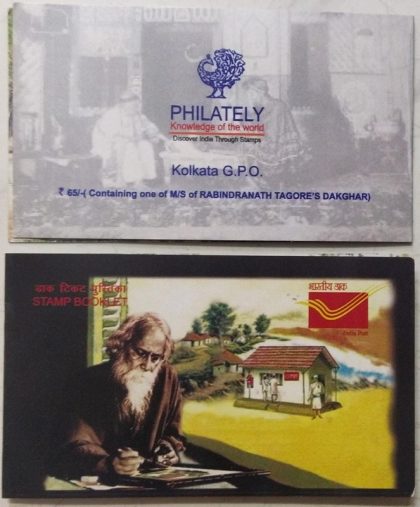 PHILATELY
Knowledge of the world
Discover India Through Stamps
Kolkata G.P.O.
₹ 65/-( Containing one of M/S of RABINDRANATH TAGORE'S DAKGHAR)
डाक टिकट पुस्तिका
STAMP BOOKLET
भारतीय डाक
India Post